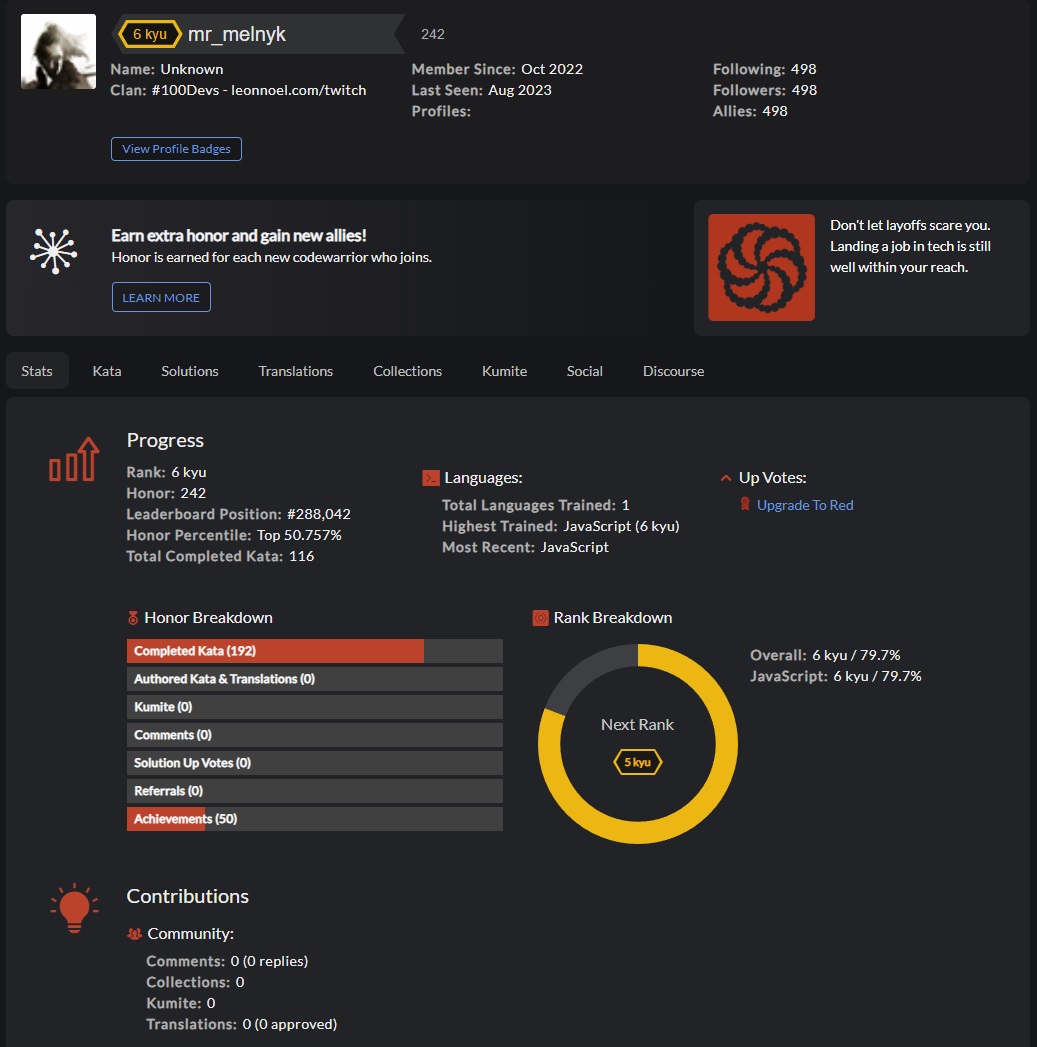 6 kyu mr_melnyk 242
Name: Unknown
Clan: #100Devs - leonnoel.com/twitch
Member Since: Oct 2022
Last Seen: Aug 2023
Profiles:
Following: 498
Followers: 498
Allies: 498
View Profile Badges
Earn extra honor and gain new allies!
Honor is earned for each new codewarrior who joins.
LEARN MORE
Don't let layoffs scare you.
Landing a job in tech is still
well within your reach.
Stats Kata Solutions Translations Collections Kumite Social Discourse
Progress
Rank: 6 kyu
Honor: 242
Leaderboard Position: #288,042
Honor Percentile: Top 50.757%
Total Completed Kata: 116
Languages:
Total Languages Trained: 1
Highest Trained: JavaScript (6 kyu)
Most Recent: JavaScript
Up Votes:
Upgrade To Red
Honor Breakdown
Completed Kata (192)
Authored Kata & Translations (0)
Kumite (0)
Comments (0)
Solution Up Votes (0)
Referrals (0)
Achievements (50)
Rank Breakdown
Next Rank
5 kyu
Overall: 6 kyu / 79.7%
JavaScript: 6 kyu / 79.7%
Contributions
Community:
Comments: 0 (0 replies)
Collections: 0
Kumite: 0
Translations: 0 (0 approved)